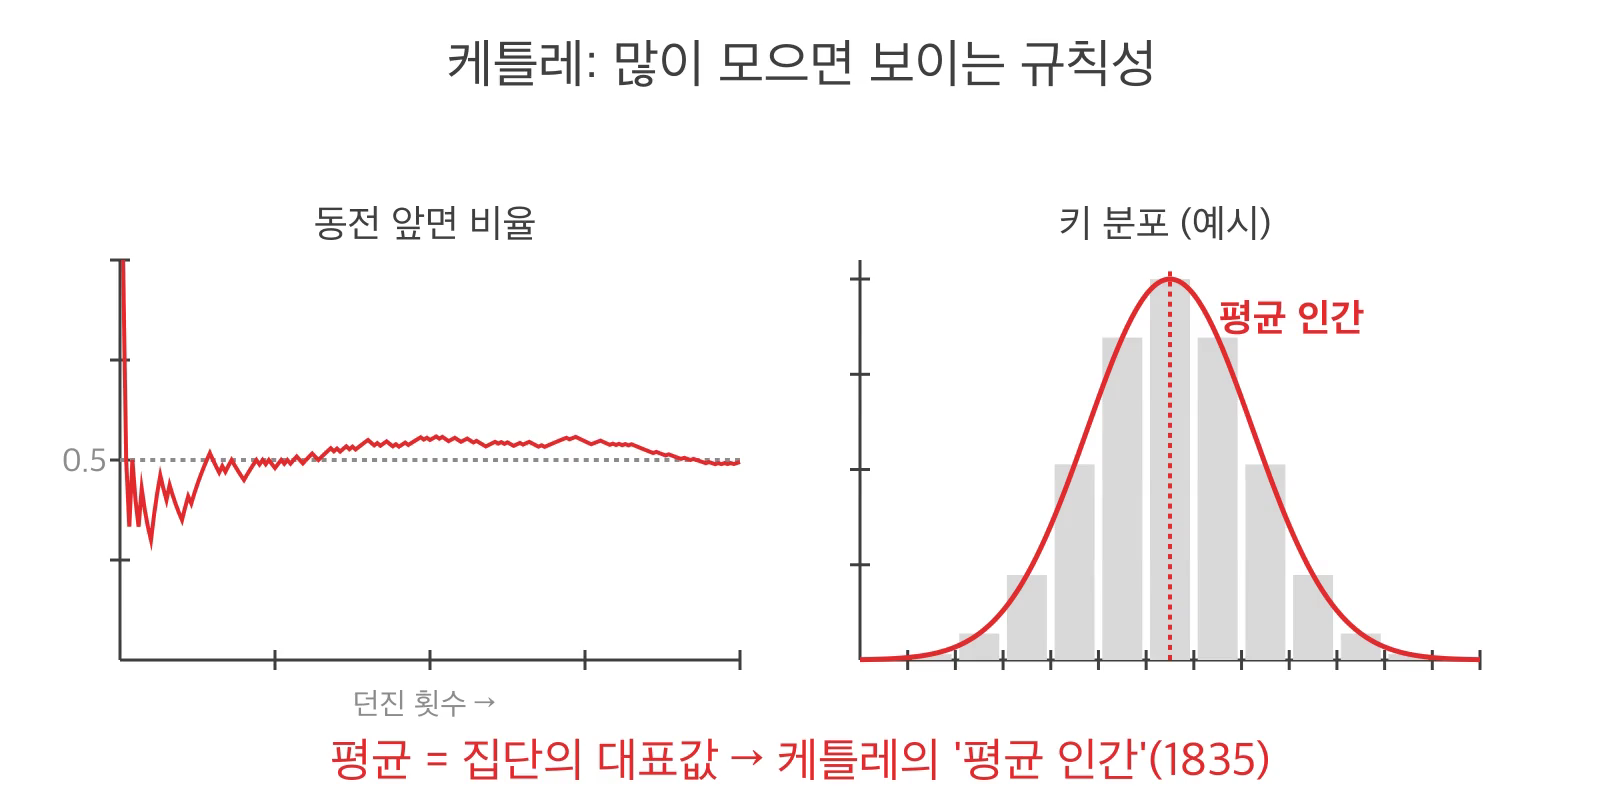 케틀레: 많이 모으면 보이는 규칙성
동전 앞면 비율
0.5
던진 횟수 →
키 분포 (예시)
평균 인간
평균 = 집단의 대표값 → 케틀레의 '평균 인간'(1835)